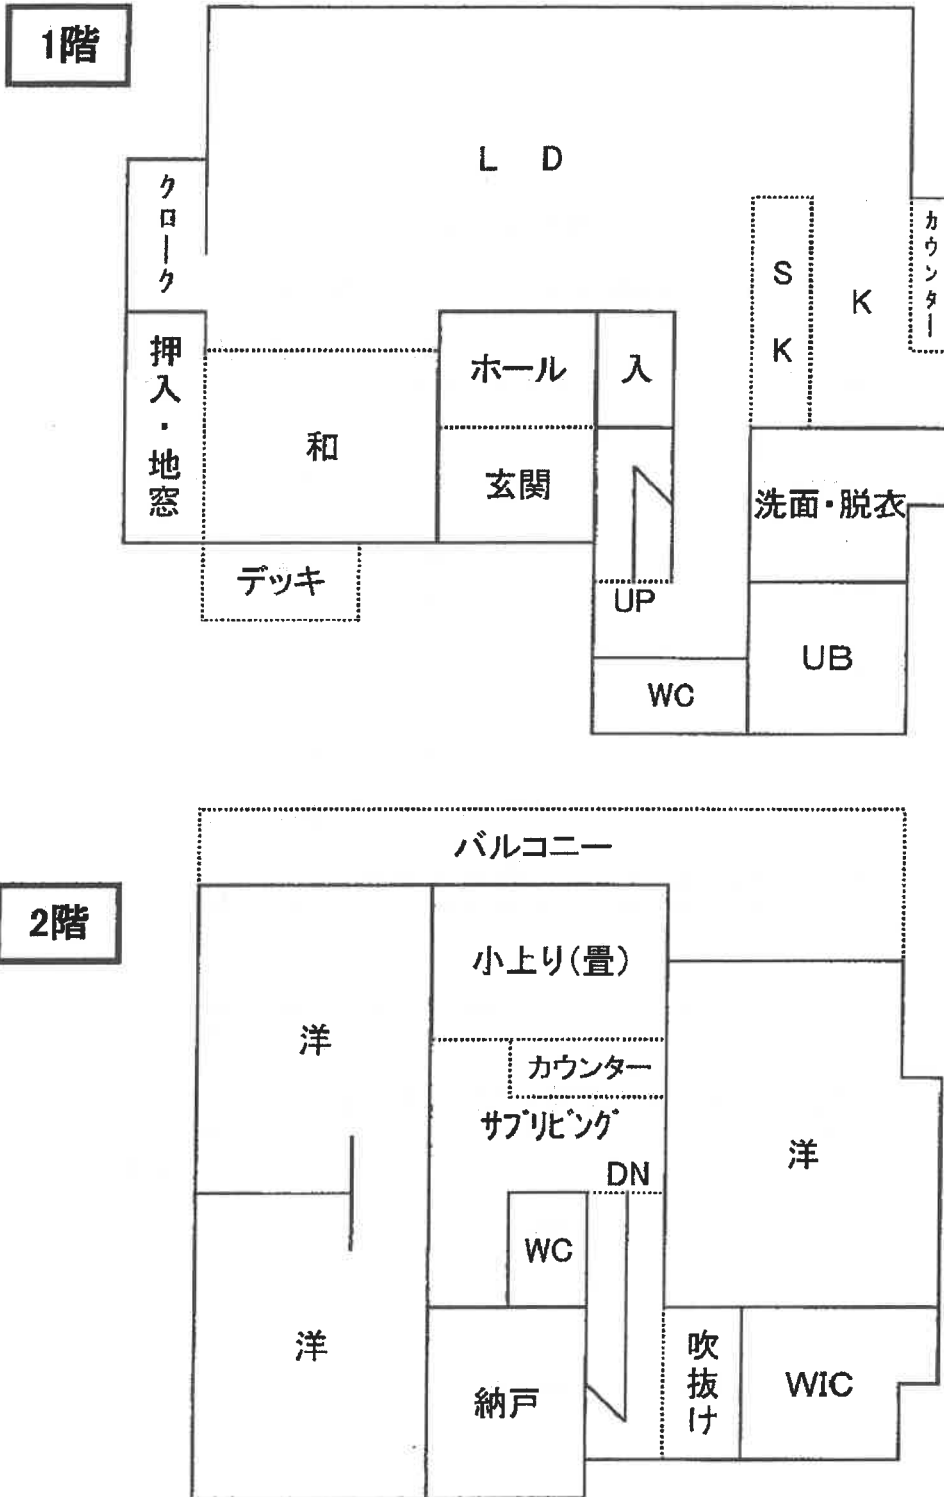 1階
L D
クローク
カウンター
S K
K
押入・地窓
ホール
入
和
玄関
洗面・脱衣
デッキ
UP
UB
WC
バルコニー
2階
小上り(畳)
洋
カウンター
サブリビング
洋
DN
WC
洋
吹抜け
WIC
納戸